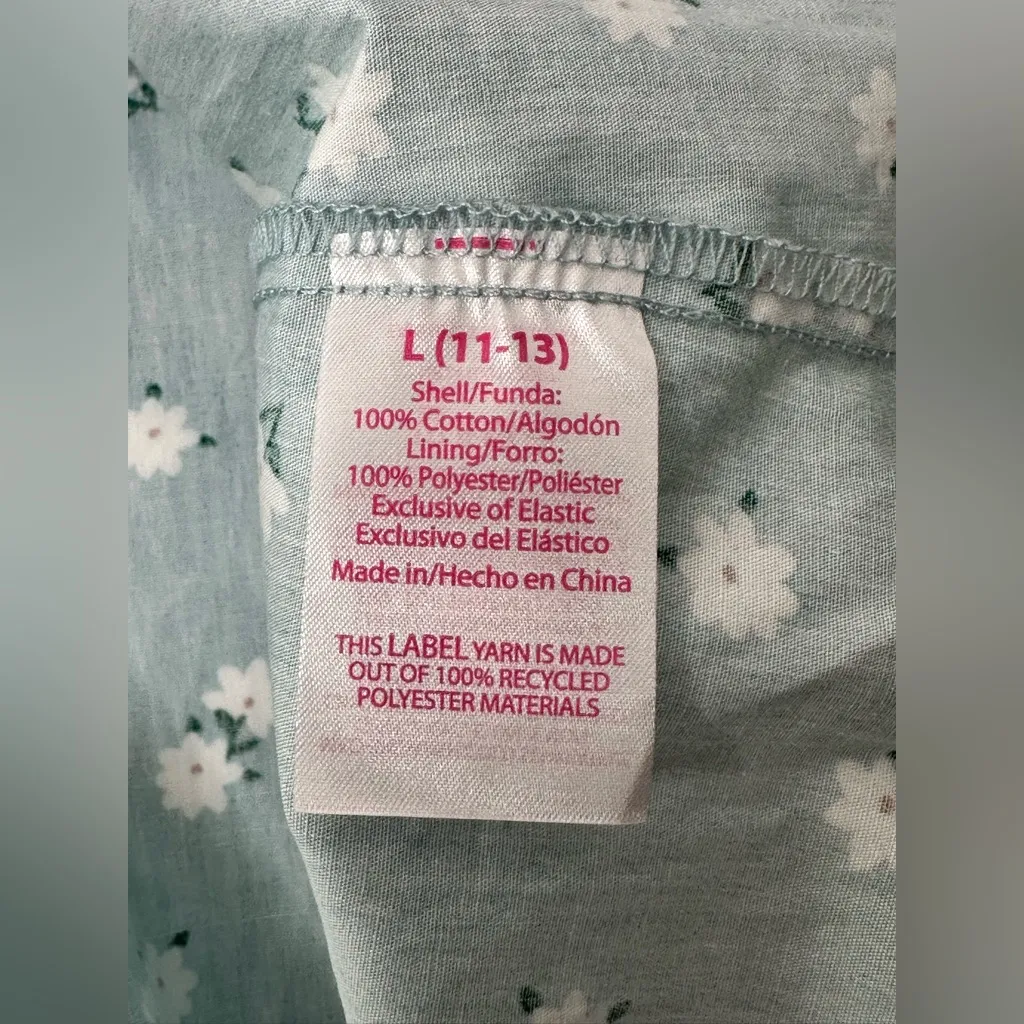 L (11-13)
Shell/Funda:
100% Cotton/Algodón
Lining/Forro:
100% Polyester/Poliéster
Exclusive of Elastic
Exclusivo del Elástico
Made in/Hecho en China
THIS LABEL YARN IS MADE
OUT OF 100% RECYCLED
POLYESTER MATERIALS